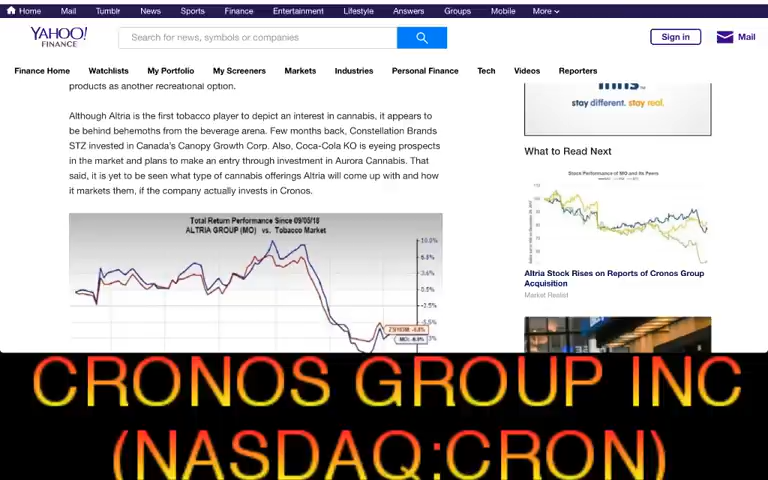 Home Mail Tumblr News Sports Finance Entertainment Lifestyle Answers Groups Mobile More
YAHOO!
FINANCE
Search for news, symbols or companies
Sign in
Mail
Finance Home Watchlists My Portfolio My Screeners Markets Industries Personal Finance Tech Videos Reporters
products as another recreational option.
Although Altria is the first tobacco player to depict an interest in cannabis, it appears to
be behind behemoths from the beverage arena. Few months back, Constellation Brands
STZ invested in Canada's Canopy Growth Corp. Also, Coca-Cola KO is eyeing prospects
in the market and plans to make an entry through investment in Aurora Cannabis. That
said, it is yet to be seen what type of cannabis offerings Altria will come up with and how
it markets them, if the company actually invests in Cronos.
Total Return Performance Since 09/05/18
ALTRIA GROUP (MO) vs. Tobacco Market
stay different. stay real.
What to Read Next
Stock Performance of MO and Its Peers
Altria Stock Rises on Reports of Cronos Group
Acquisition
Market Realist
CRONOS GROUP INC
(NASDAQ:CRON)